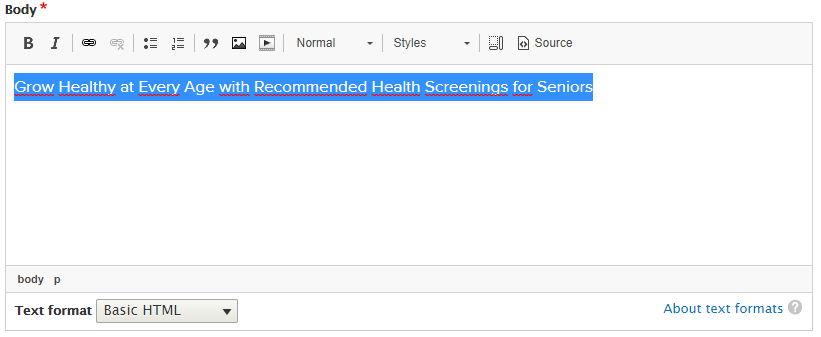 Body *
B I Normal Styles Source
Grow Healthy at Every Age with Recommended Health Screenings for Seniors
body p
Text format Basic HTML About text formats ?